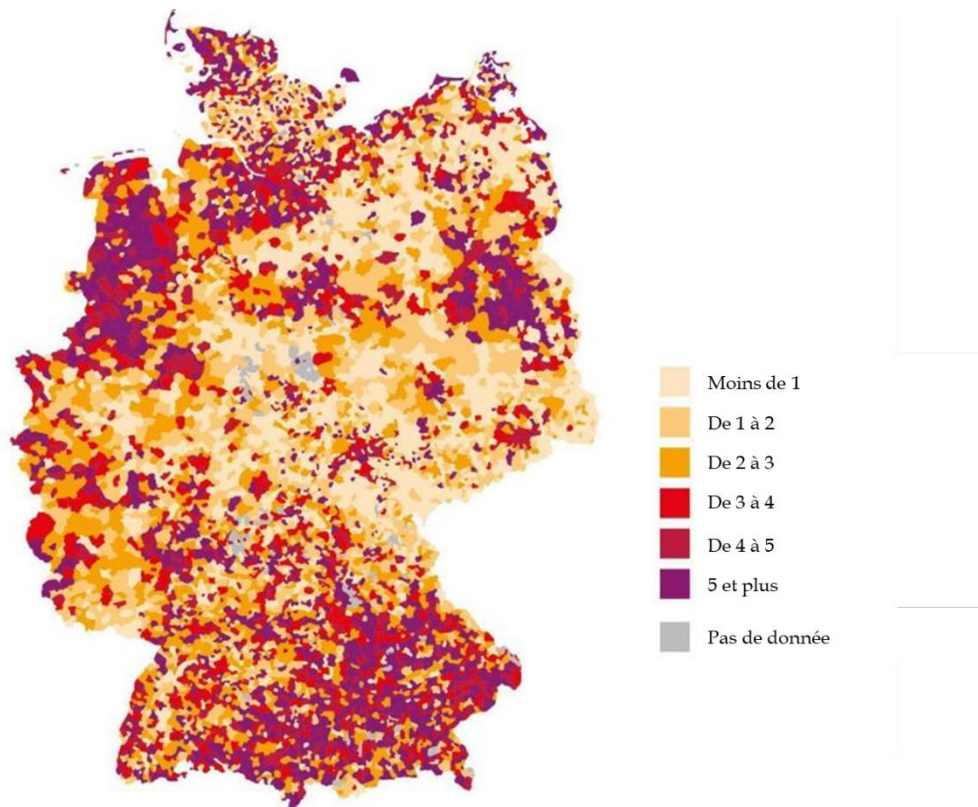 Moins de 1
De 1 à 2
De 2 à 3
De 3 à 4
De 4 à 5
5 et plus
Pas de donnée